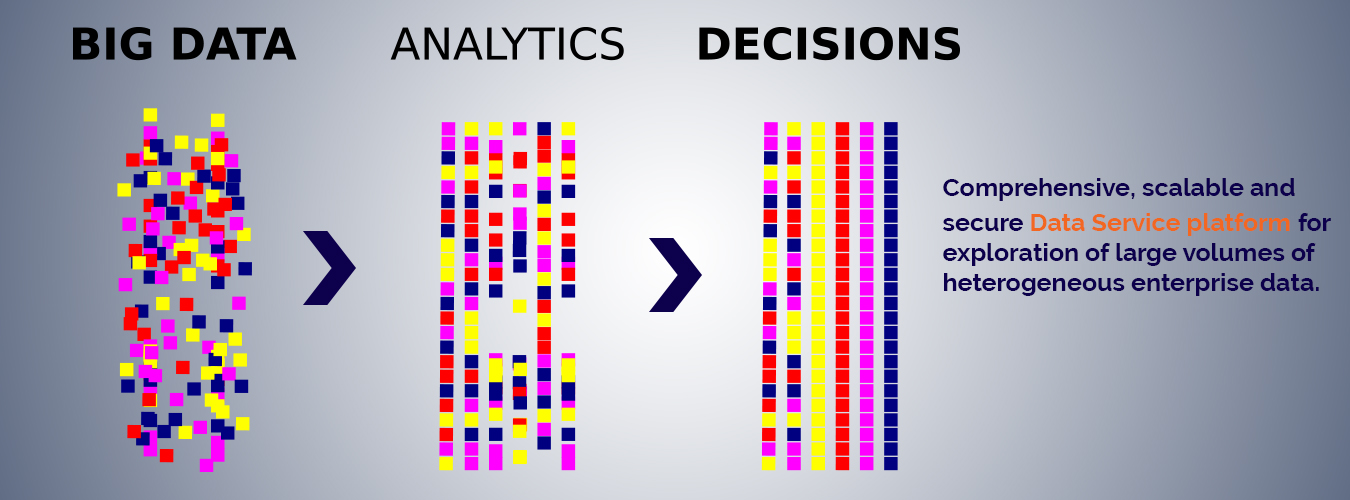 BIG DATA
ANALYTICS
DECISIONS
Comprehensive, scalable and
secure Data Service platform for
exploration of large volumes of
heterogeneous enterprise data.